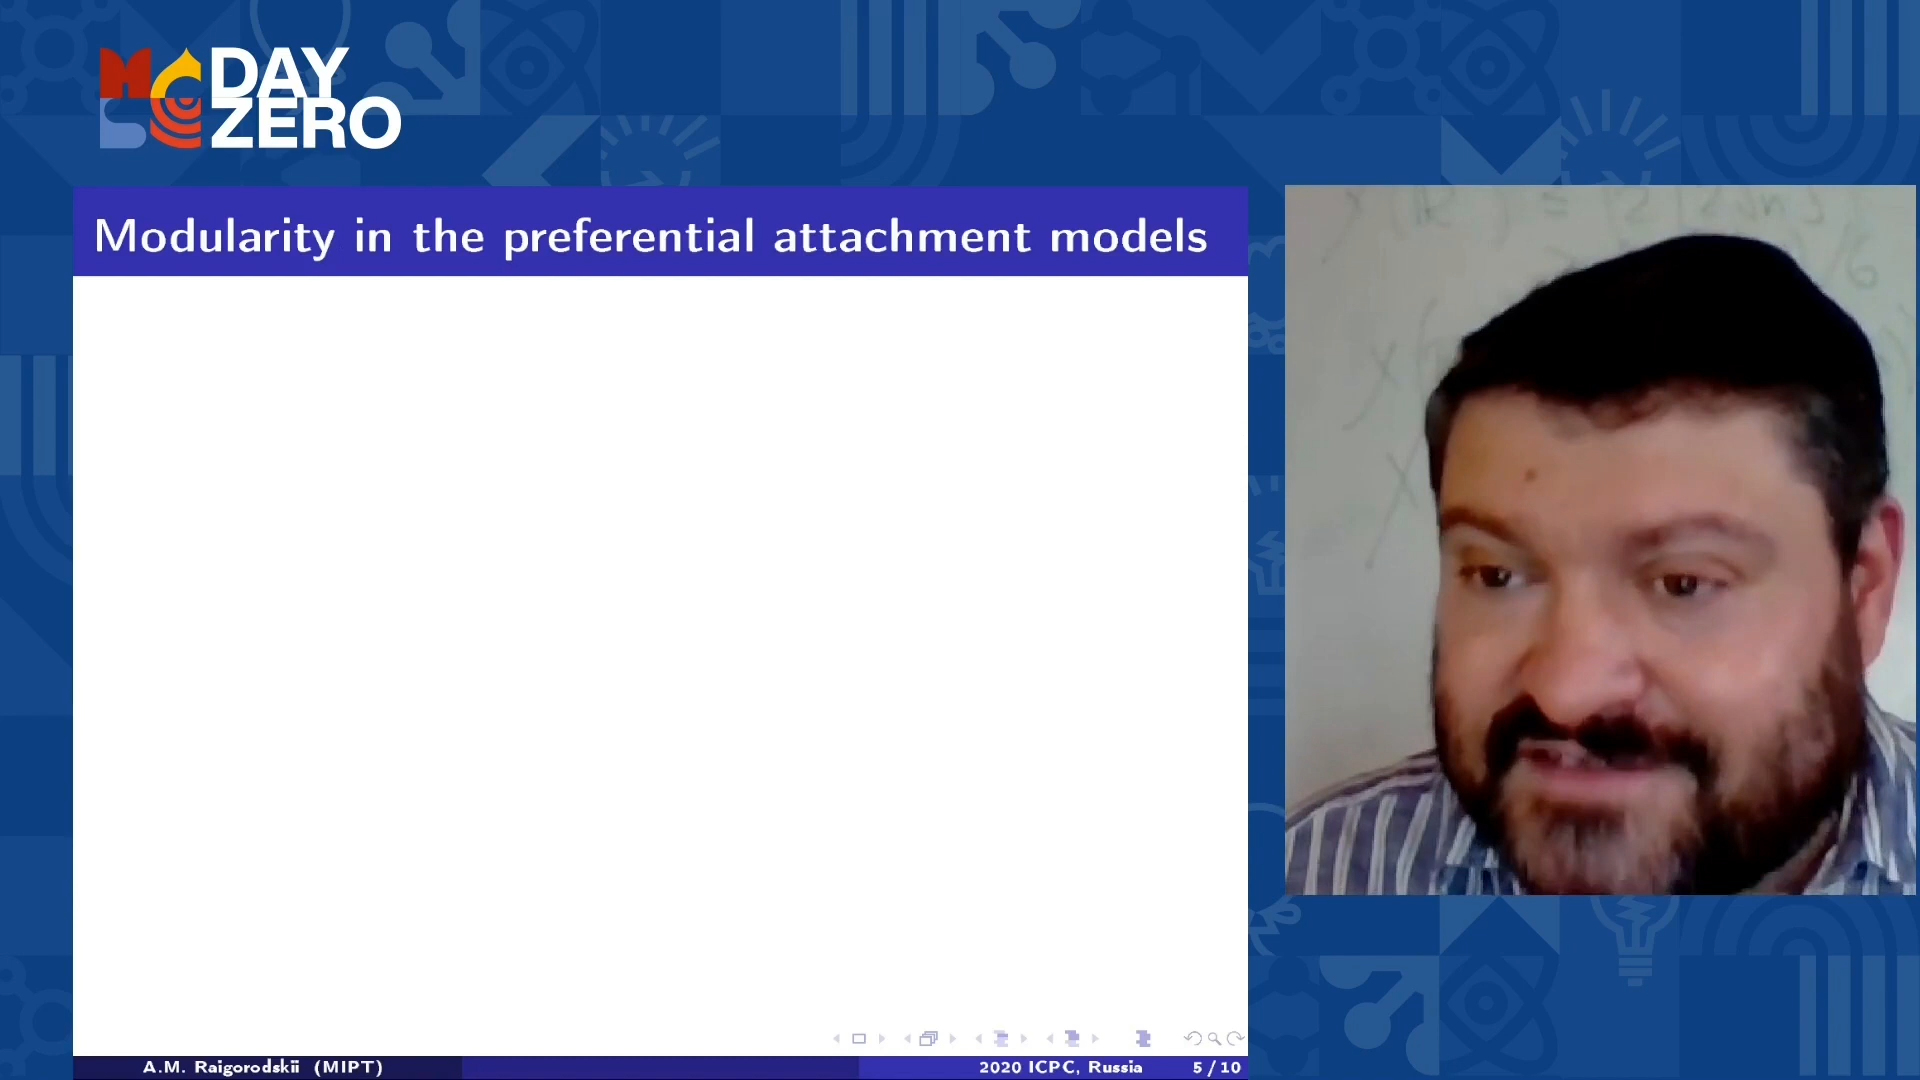 DAY
ZERO
Modularity in the preferential attachment models
A.M. Raigorodskii (MIPT)
2020 ICPC, Russia
5 / 10